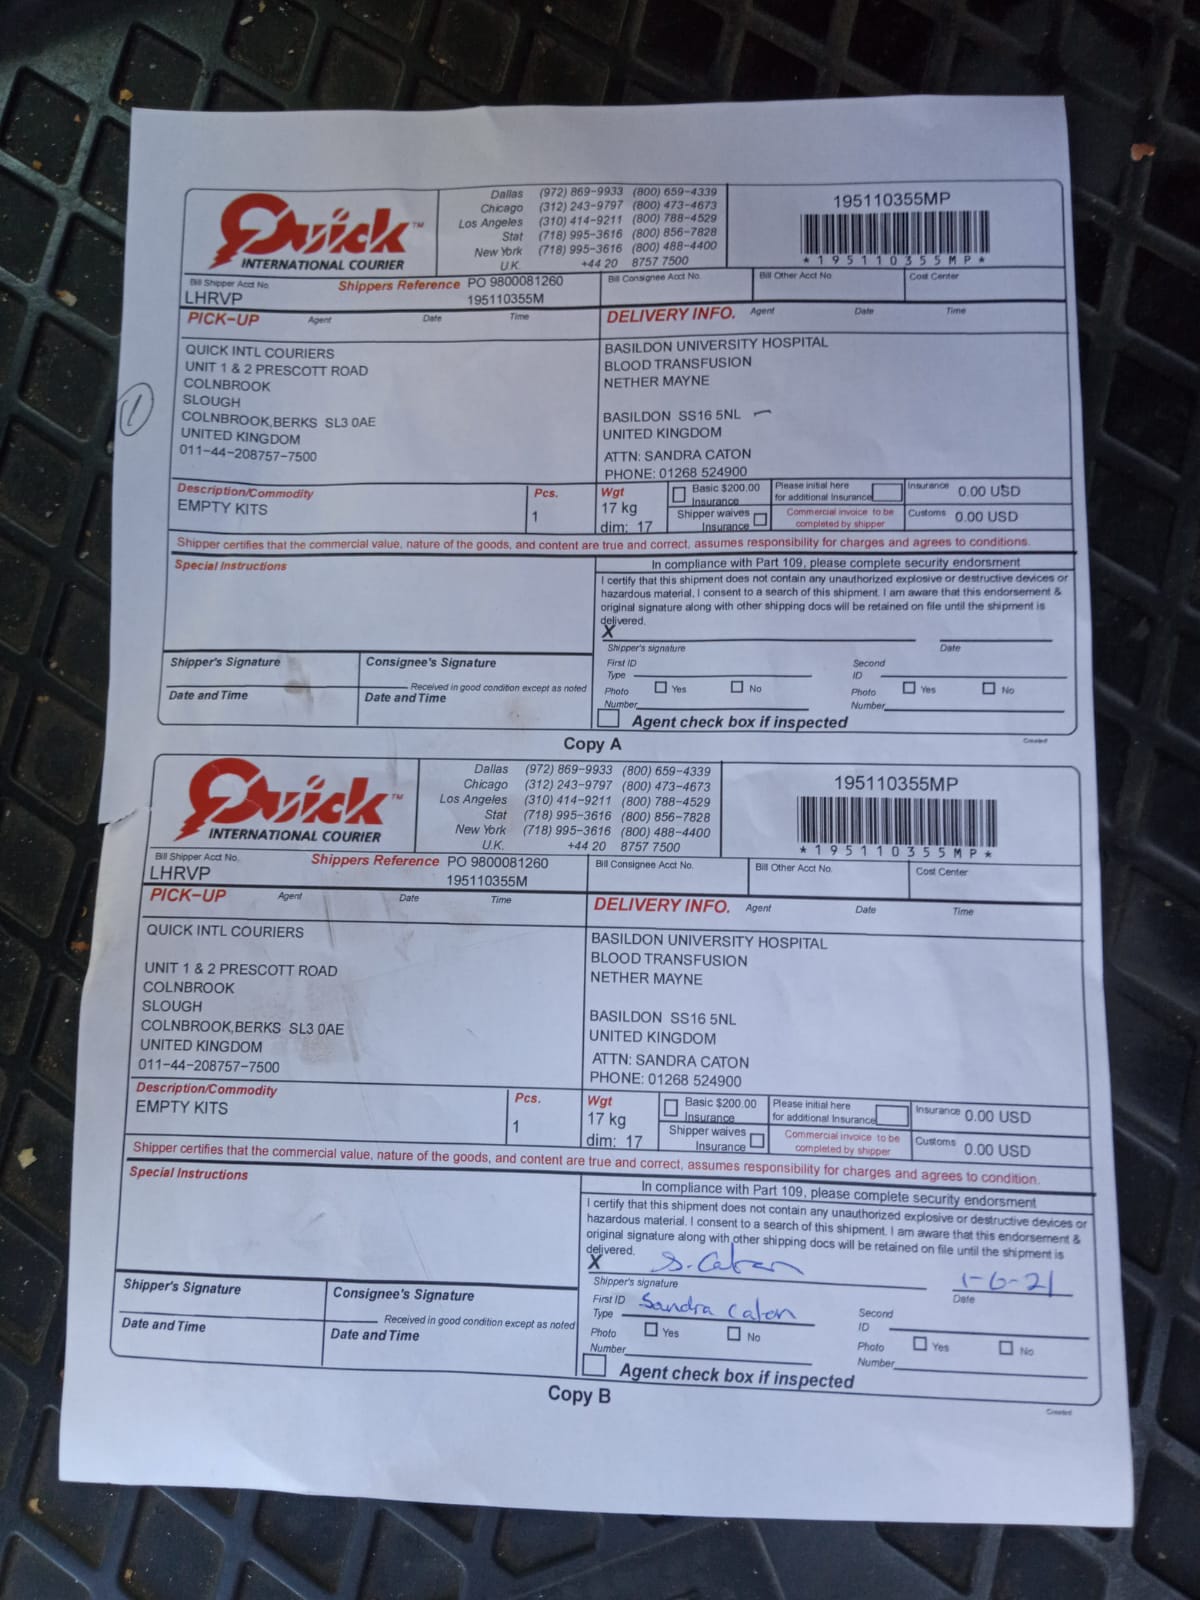 Quick™
INTERNATIONAL COURIER
Dallas (972) 869-9933 (800) 659-4339
Chicago (312) 243-9797 (800) 473-4673
Los Angeles (310) 414-9211 (800) 788-4529
Stat (718) 995-3616 (800) 856-7828
New York (718) 995-3616 (800) 488-4400
U.K. +44 20 8757 7500
195110355MP
*195110355MP*
Bill Shipper Acct No.
LHRVP
Shippers Reference PO 9800081260
195110355M
Bill Consignee Acct No.
Bill Other Acct No
Cost Center
PICK-UP Agent Date Time
DELIVERY INFO. Agent Date Time
QUICK INTL COURIERS
UNIT 1 & 2 PRESCOTT ROAD
COLNBROOK
SLOUGH
COLNBROOK,BERKS SL3 0AE
UNITED KINGDOM
011-44-208757-7500
1
BASILDON UNIVERSITY HOSPITAL
BLOOD TRANSFUSION
NETHER MAYNE
BASILDON SS16 5NL
UNITED KINGDOM
ATTN: SANDRA CATON
PHONE: 01268 524900
Description/Commodity
EMPTY KITS
Pcs.
1
Wgt
17 kg
dim: 17
Basic $200.00
Insurance
Shipper waives
Insurance
Please initial here
for additional Insurance
Commercial invoice to be
completed by shipper
Insurance 0.00 USD
Customs 0.00 USD
Shipper certifies that the commercial value, nature of the goods, and content are true and correct, assumes responsibility for charges and agrees to conditions.
Special Instructions
In compliance with Part 109, please complete security endorsment
I certify that this shipment does not contain any unauthorized explosive or destructive devices or
hazardous material. I consent to a search of this shipment. I am aware that this endorsement &
original signature along with other shipping docs will be retained on file until the shipment is
delivered.
X
Shipper's signature
Date
First ID
Type
Second
ID
Photo
Number
Yes
No
Photo
Number
Yes
No
Agent check box if inspected
Shipper's Signature
Consignee's Signature
Received in good condition except as noted
Date and Time
Date and Time
Copy A
Created
Quick™
INTERNATIONAL COURIER
Dallas (972) 869-9933 (800) 659-4339
Chicago (312) 243-9797 (800) 473-4673
Los Angeles (310) 414-9211 (800) 788-4529
Stat (718) 995-3616 (800) 856-7828
New York (718) 995-3616 (800) 488-4400
U.K. +44 20 8757 7500
195110355MP
*195110355MP*
Bill Shipper Acct No.
LHRVP
Shippers Reference PO 9800081260
195110355M
Bill Consignee Acct No.
Bill Other Acct No.
Cost Center
PICK-UP Agent Date Time
DELIVERY INFO. Agent Date Time
QUICK INTL COURIERS
UNIT 1 & 2 PRESCOTT ROAD
COLNBROOK
SLOUGH
COLNBROOK,BERKS SL3 0AE
UNITED KINGDOM
011-44-208757-7500
BASILDON UNIVERSITY HOSPITAL
BLOOD TRANSFUSION
NETHER MAYNE
BASILDON SS16 5NL
UNITED KINGDOM
ATTN: SANDRA CATON
PHONE: 01268 524900
Description/Commodity
EMPTY KITS
Pcs.
1
Wgt
17 kg
dim: 17
Basic $200.00
Insurance
Shipper waives
Insurance
Please initial here
for additional Insurance
Commercial invoice to be
completed by shipper
Insurance 0.00 USD
Customs 0.00 USD
Shipper certifies that the commercial value, nature of the goods, and content are true and correct, assumes responsibility for charges and agrees to condition.
Special Instructions
In compliance with Part 109, please complete security endorsment
I certify that this shipment does not contain any unauthorized explosive or destructive devices or
hazardous material. I consent to a search of this shipment. I am aware that this endorsement &
original signature along with other shipping docs will be retained on file until the shipment is
delivered.
X S. Caton
1-6-21
Shipper's signature
Date
First ID
Type Sandra Caton
Second
ID
Photo
Number
Yes
No
Photo
Number
Yes
No
Agent check box if inspected
Shipper's Signature
Consignee's Signature
Received in good condition except as noted
Date and Time
Date and Time
Copy B
Created